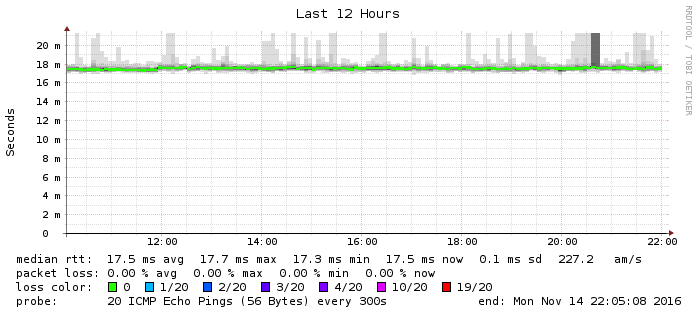 Last 12 Hours
RRDTOOL / TOBI OETIKER
Seconds
20 m
18 m
16 m
14 m
12 m
10 m
8 m
6 m
4 m
2 m
0
12:00 14:00 16:00 18:00 20:00 22:00
median rtt: 17.5 ms avg 17.7 ms max 17.3 ms min 17.5 ms now 0.1 ms sd 227.2 am/s
packet loss: 0.00 % avg 0.00 % max 0.00 % min 0.00 % now
loss color: 0 1/20 2/20 3/20 4/20 10/20 19/20
probe: 20 ICMP Echo Pings (56 Bytes) every 300s end: Mon Nov 14 22:05:08 2016